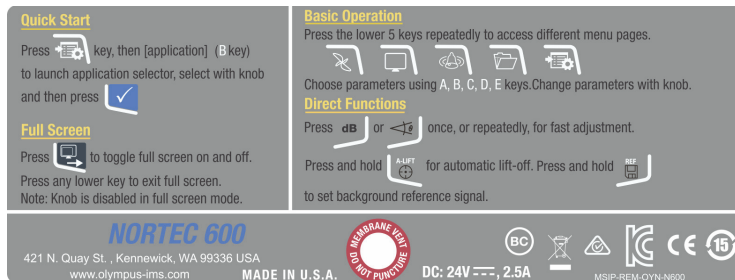 Quick Start
Press key, then [application] (B key)
to launch application selector, select with knob
and then press
Full Screen
Press to toggle full screen on and off.
Press any lower key to exit full screen.
Note: Knob is disabled in full screen mode.
Basic Operation
Press the lower 5 keys repeatedly to access different menu pages.
Choose parameters using A, B, C, D, E keys.Change parameters with knob.
Direct Functions
Press dB or once, or repeatedly, for fast adjustment.
Press and hold A-LIFT for automatic lift-off. Press and hold REF
to set background reference signal.
NORTEC 600
421 N. Quay St. , Kennewick, WA 99336 USA
www.olympus-ims.com
MADE IN U.S.A.
MEMBRANE VENT
DO NOT PUNCTURE
DC: 24V, 2.5A
BC
CE
15
MSIP-REM-OYN-N600